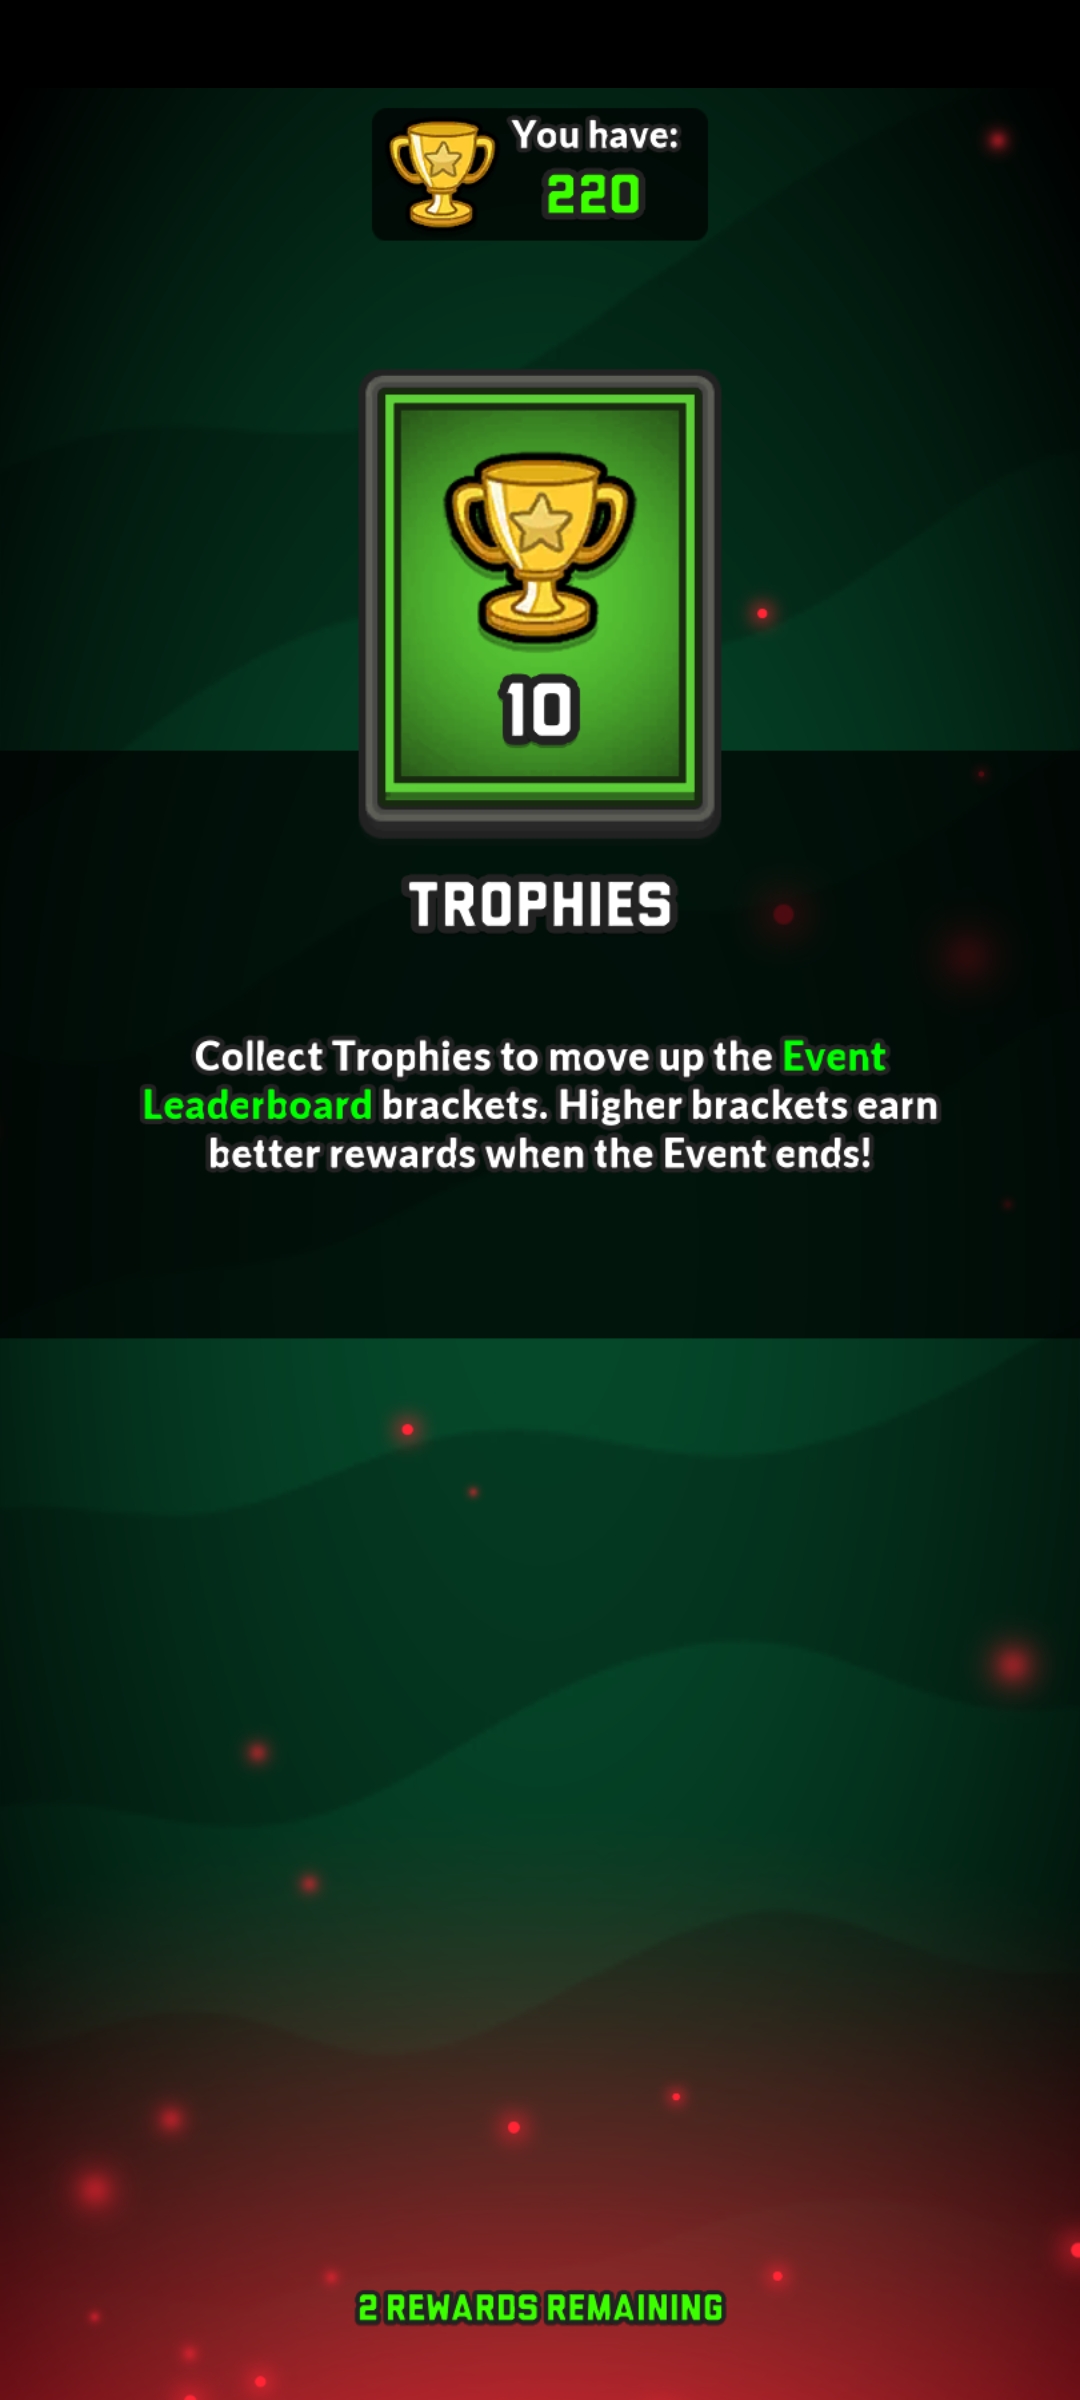 You have:
220
10
TROPHIES
Collect Trophies to move up the Event
Leaderboard brackets. Higher brackets earn
better rewards when the Event ends!
2 REWARDS REMAINING